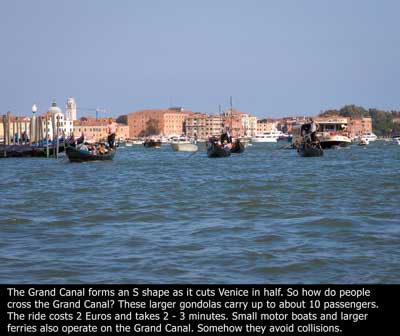 The Grand Canal forms an S shape as it cuts Venice in half. So how do people
cross the Grand Canal? These larger gondolas carry up to about 10 passengers.
The ride costs 2 Euros and takes 2 - 3 minutes. Small motor boats and larger
ferries also operate on the Grand Canal. Somehow they avoid collisions.